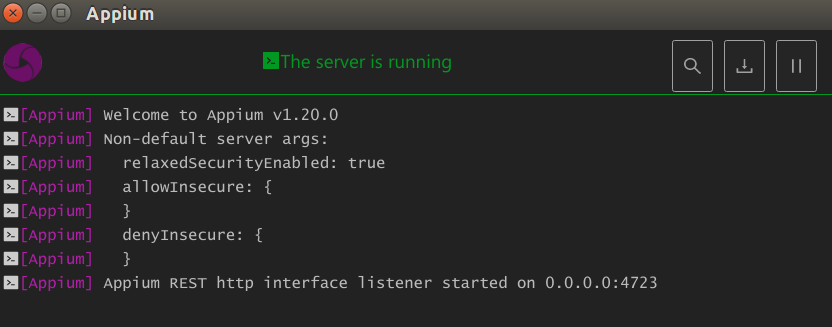 Appium
The server is running
[Appium] Welcome to Appium v1.20.0
[Appium] Non-default server args:
[Appium]   relaxedSecurityEnabled: true
[Appium]   allowInsecure: {
[Appium]   }
[Appium]   denyInsecure: {
[Appium]   }
[Appium] Appium REST http interface listener started on 0.0.0.0:4723